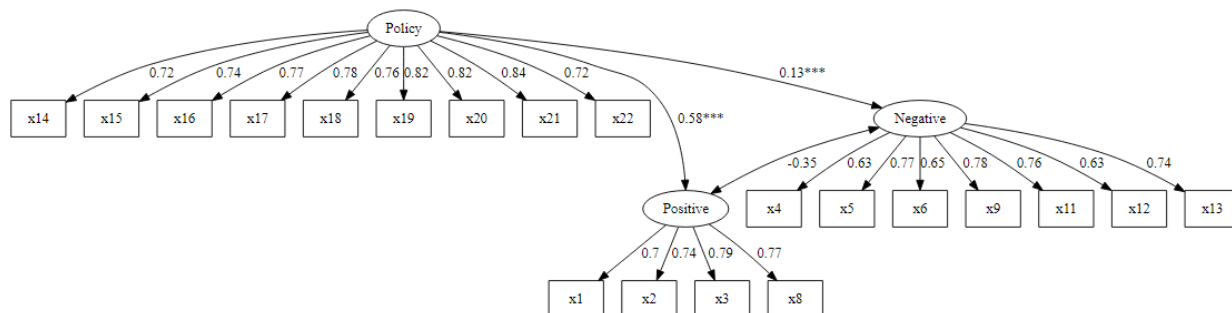 Policy
0.72 0.74 0.77 0.78 0.76 0.82 0.82 0.84 0.72 0.13***
x14 x15 x16 x17 x18 x19 x20 x21 x22
0.58***
Negative
-0.35 0.63 0.77 0.65 0.78 0.76 0.63 0.74
Positive x4 x5 x6 x9 x11 x12 x13
0.7 0.74 0.79 0.77
x1 x2 x3 x8